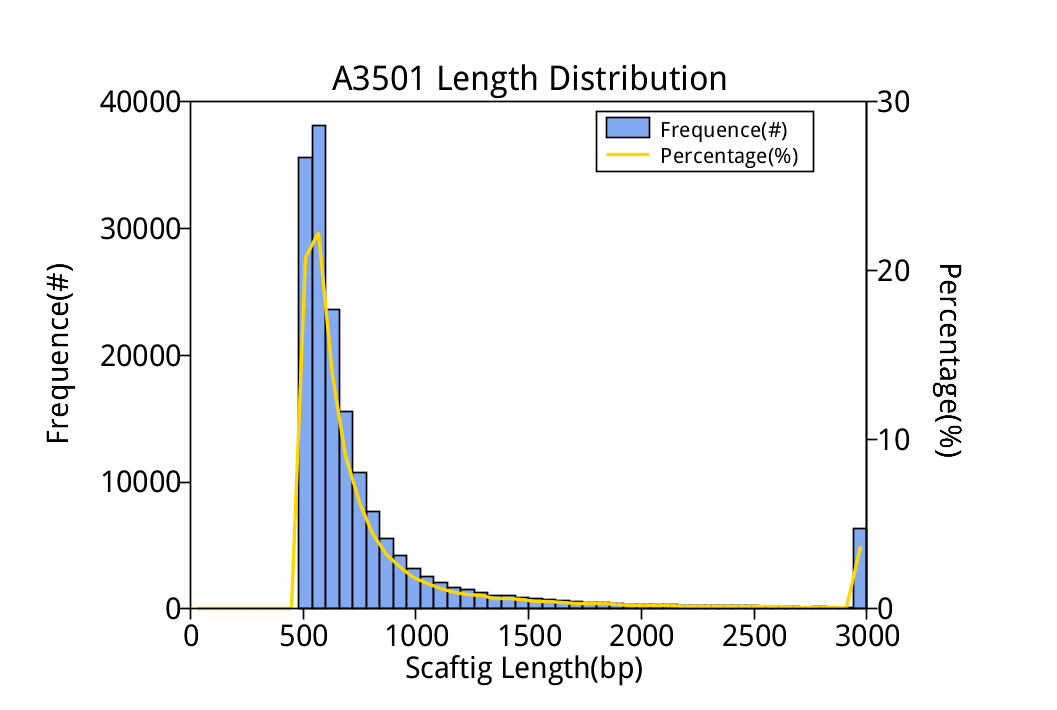 A3501 Length Distribution
Frequence(#)
Percentage(%)
40000
30000
20000
10000
0
30
20
10
0
Frequence(#)
Percentage(%)
0 500 1000 1500 2000 2500 3000
Scaftig Length(bp)